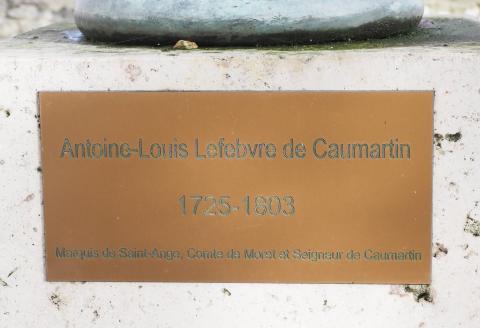 Antoine-Louis Lefebvre de Caumartin
1725-1803
Marquis de Saint-Ange, Comte de Moret et Seigneur de Caumartin